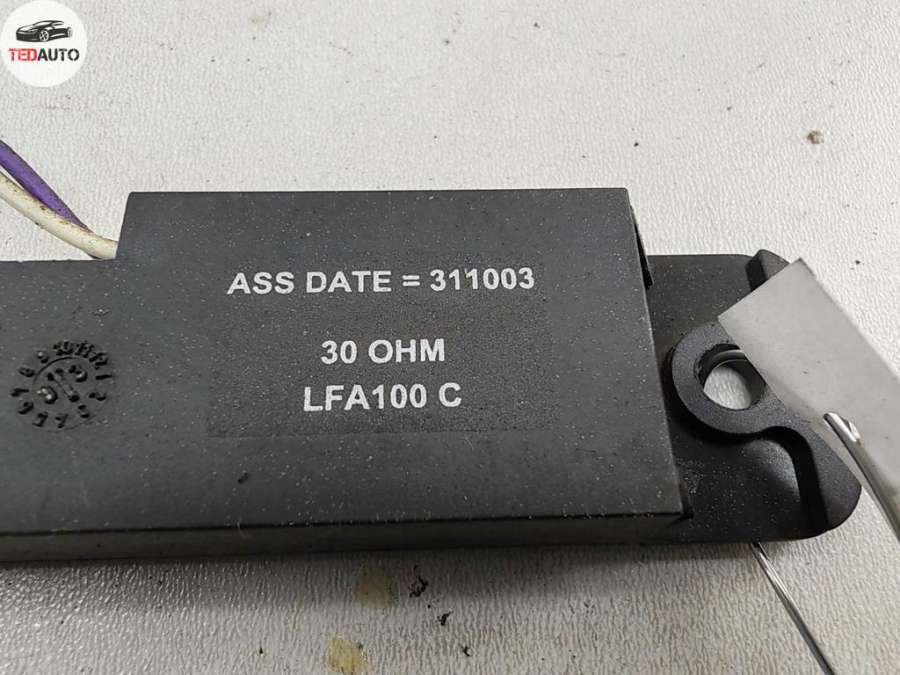 TEDAUTO
ASS DATE = 311003
30 OHM
LFA100 C